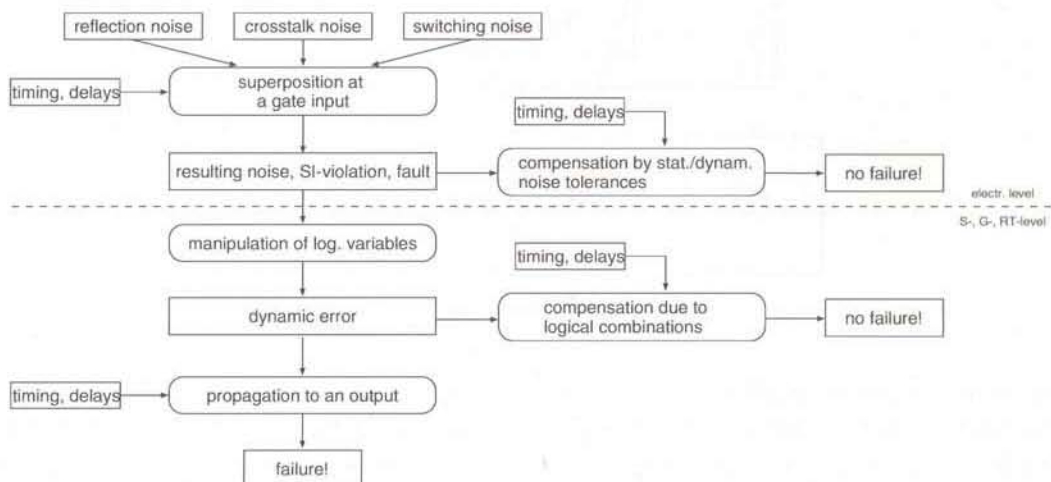 reflection noise
crosstalk noise
switching noise
timing, delays
superposition at
a gate input
timing, delays
resulting noise, SI-violation, fault
compensation by stat./dynam.
noise tolerances
no failure!
electr. level
S-, G-, RT-level
manipulation of log. variables
timing, delays
dynamic error
compensation due to
logical combinations
no failure!
timing, delays
propagation to an output
failure!